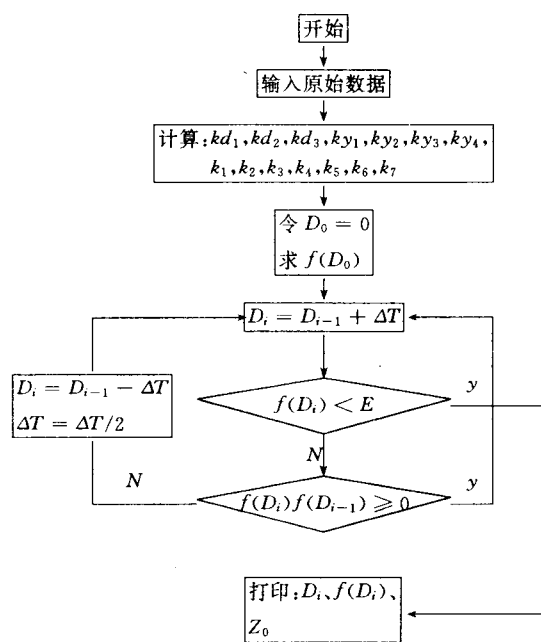 开始
输入原始数据
计算:kd₁,kd₂,kd₃,ky₁,ky₂,ky₃,ky₄,
k₁,k₂,k₃,k₄,k₅,k₆,k₇
令 D₀ = 0
求 f(D₀)
Dᵢ = Dᵢ₋₁ + ΔT
Dᵢ = Dᵢ₋₁ − ΔT
ΔT = ΔT/2
f(Dᵢ) < E
y
N
N
f(Dᵢ)f(Dᵢ₋₁) ⩾ 0
y
打印:Dᵢ、f(Dᵢ)、
Z₀